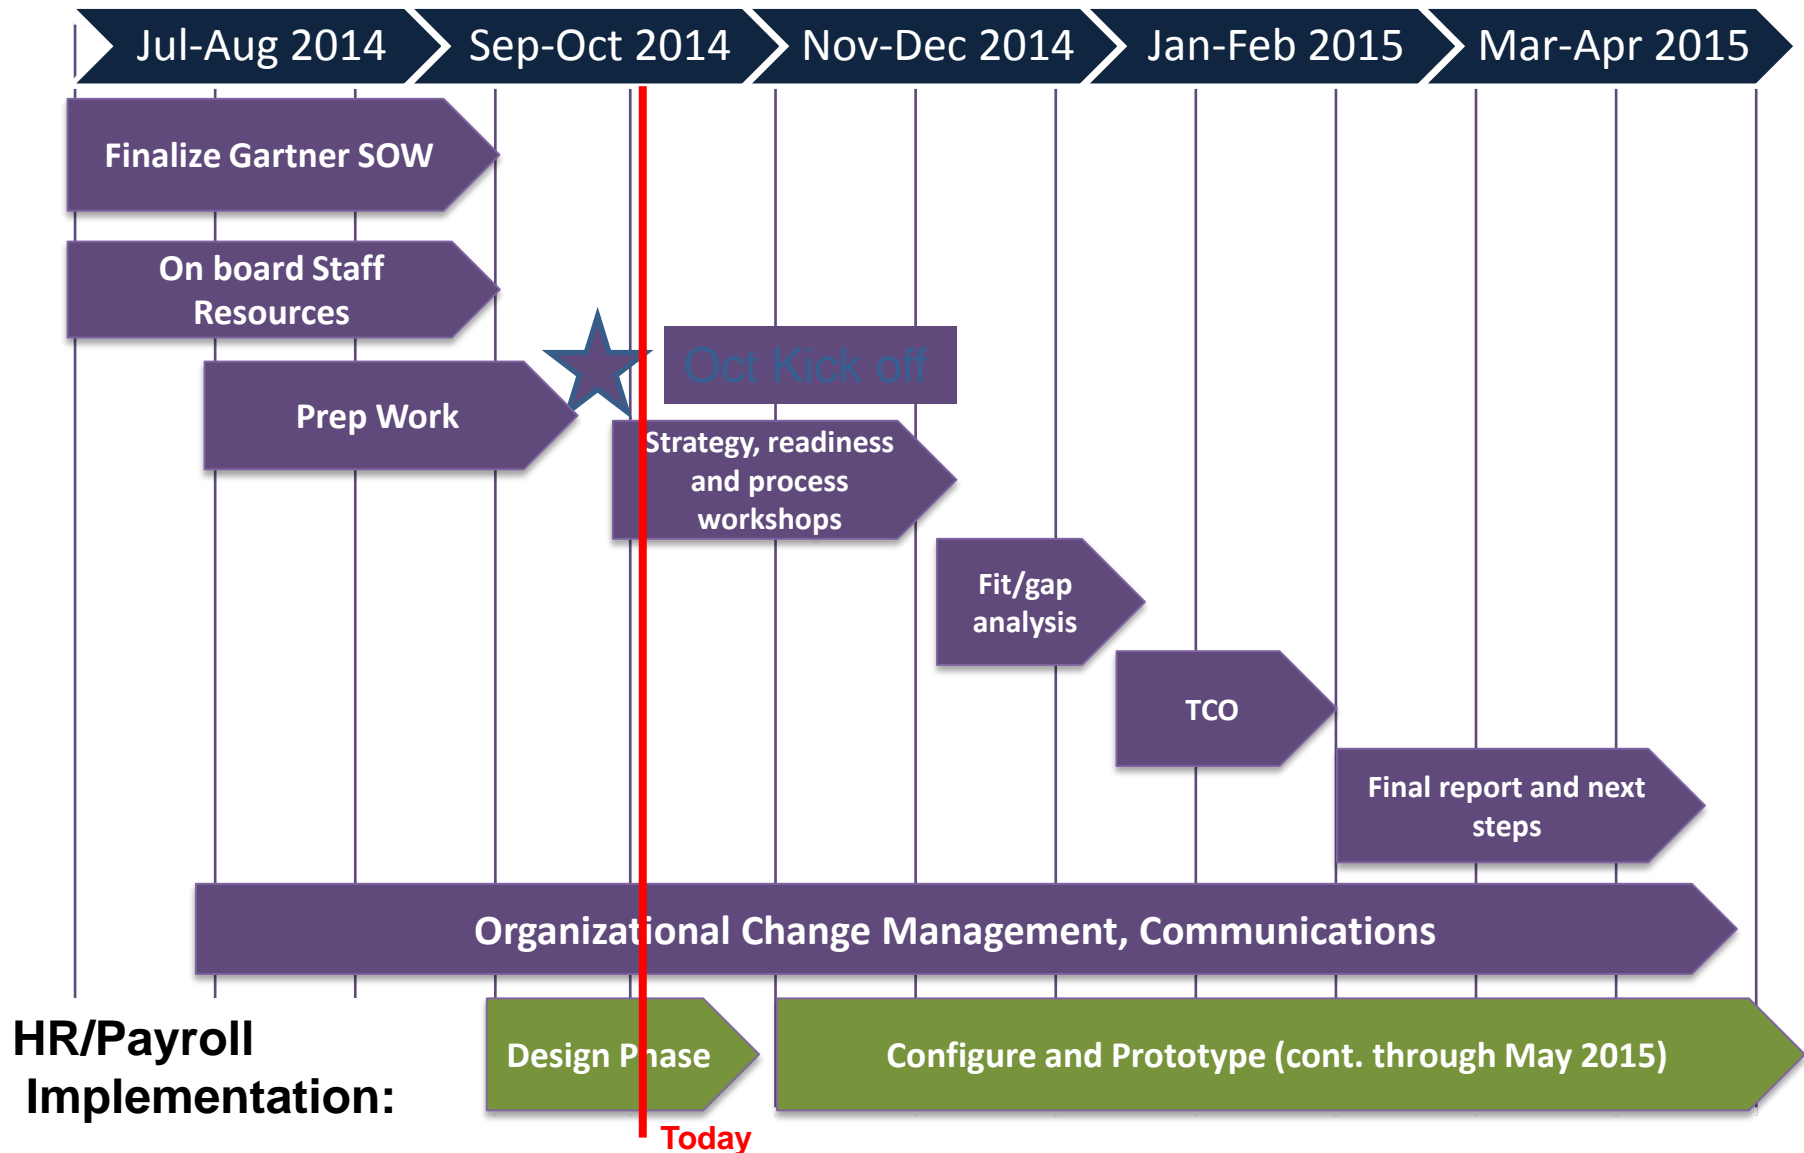 Jul-Aug 2014
Sep-Oct 2014
Nov-Dec 2014
Jan-Feb 2015
Mar-Apr 2015
Finalize Gartner SOW
On board Staff
Resources
Oct Kick off
Prep Work
Strategy, readiness
and process
workshops
Fit/gap
analysis
TCO
Final report and next
steps
Organizational Change Management, Communications
HR/Payroll
Implementation:
Design Phase
Configure and Prototype (cont. through May 2015)
Today